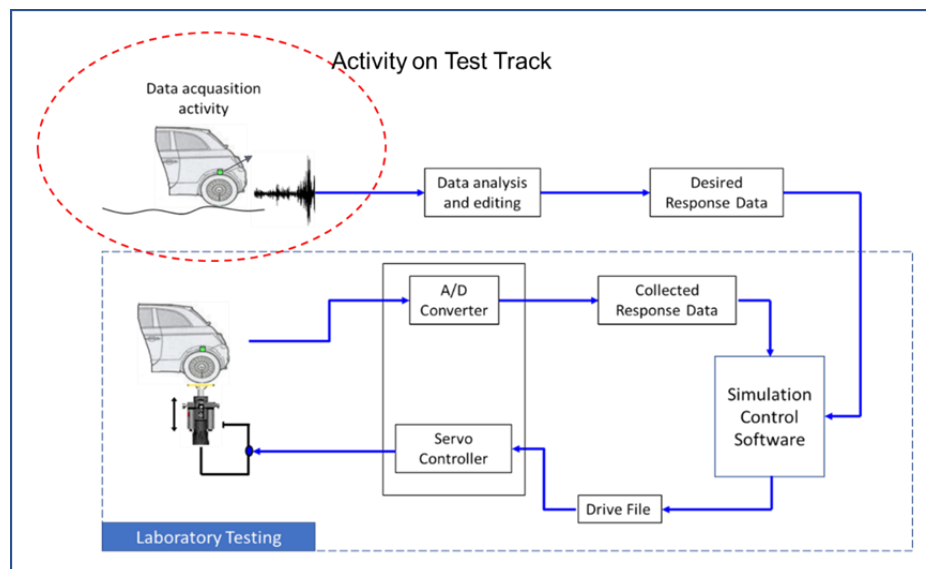 Activity on Test Track
Data acquasition
activity
Data analysis
and editing
Desired
Response Data
A/D
Converter
Collected
Response Data
Simulation
Control
Software
Servo
Controller
Drive File
Laboratory Testing